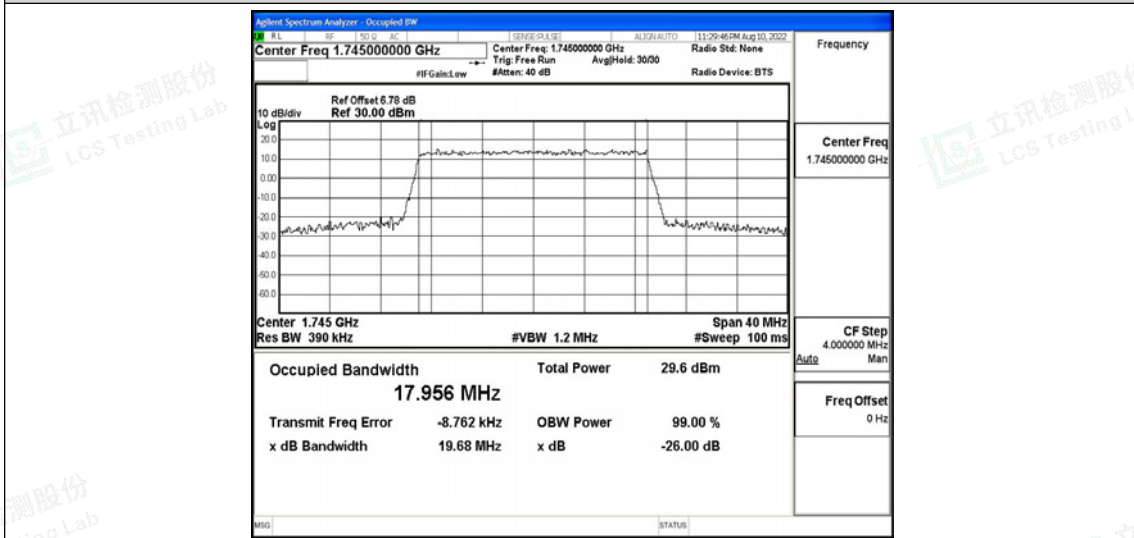 Agilent Spectrum Analyzer - Occupied BW
RL RF 50 Ω AC SENSE:PULSE ALIGNAUTO 11:29:46PM Aug 10, 2022
Center Freq 1.745000000 GHz
Center Freq: 1.745000000 GHz
Radio Std: None
Trig: Free Run Avg|Hold: 30/30
#IFGain:Low #Atten: 40 dB Radio Device: BTS
Frequency
Ref Offset 6.78 dB
10 dB/div Ref 30.00 dBm
Log
20.0
10.0
0.00
-10.0
-20.0
-30.0
-40.0
-50.0
-60.0
Center 1.745 GHz Span 40 MHz
Res BW 390 kHz #VBW 1.2 MHz #Sweep 100 ms
Occupied Bandwidth Total Power 29.6 dBm
17.956 MHz
Transmit Freq Error -8.762 kHz OBW Power 99.00 %
x dB Bandwidth 19.68 MHz x dB -26.00 dB
Center Freq
1.745000000 GHz
CF Step
4.000000 MHz
Auto Man
Freq Offset
0 Hz
MSG STATUS
立讯检测股份
LCS Testing Lab
立讯检测股份
LCS Testing L
测股份
ing Lab